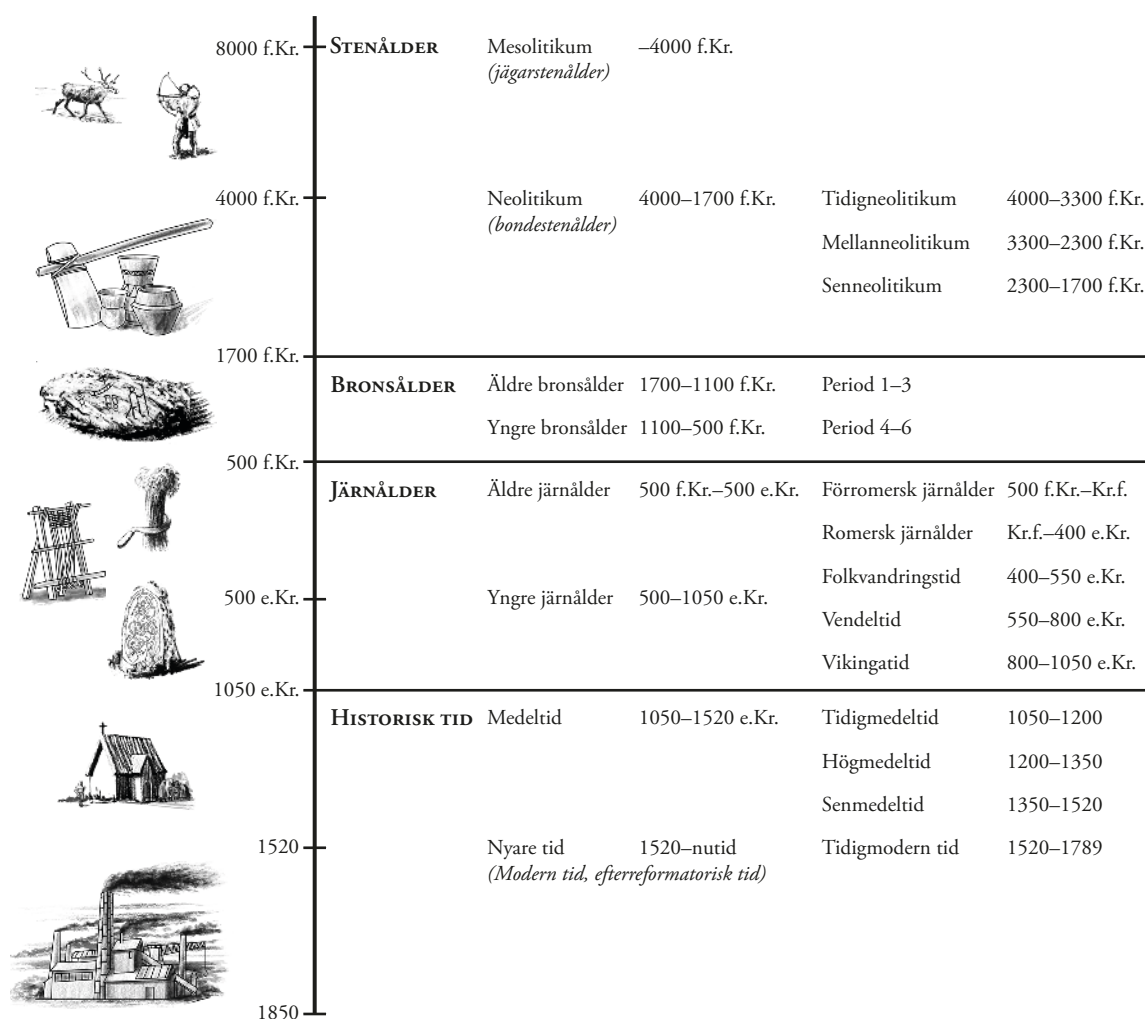 8000 f.Kr. STENÅLDER Mesolitikum –4000 f.Kr.
(jägarstenålder)
4000 f.Kr. Neolitikum 4000–1700 f.Kr. Tidigneolitikum 4000–3300 f.Kr.
(bondestenålder)
Mellanneolitikum 3300–2300 f.Kr.
Senneolitikum 2300–1700 f.Kr.
1700 f.Kr.
BRONSÅLDER Äldre bronsålder 1700–1100 f.Kr. Period 1–3
Yngre bronsålder 1100–500 f.Kr. Period 4–6
500 f.Kr.
JÄRNÅLDER Äldre järnålder 500 f.Kr.–500 e.Kr. Förromersk järnålder 500 f.Kr.–Kr.f.
Romersk järnålder Kr.f.–400 e.Kr.
Folkvandringstid 400–550 e.Kr.
500 e.Kr. Yngre järnålder 500–1050 e.Kr.
Vendeltid 550–800 e.Kr.
Vikingatid 800–1050 e.Kr.
1050 e.Kr.
HISTORISK TID Medeltid 1050–1520 e.Kr. Tidigmedeltid 1050–1200
Högmedeltid 1200–1350
Senmedeltid 1350–1520
1520 Nyare tid 1520–nutid Tidigmodern tid 1520–1789
(Modern tid, efterreformatorisk tid)
1850